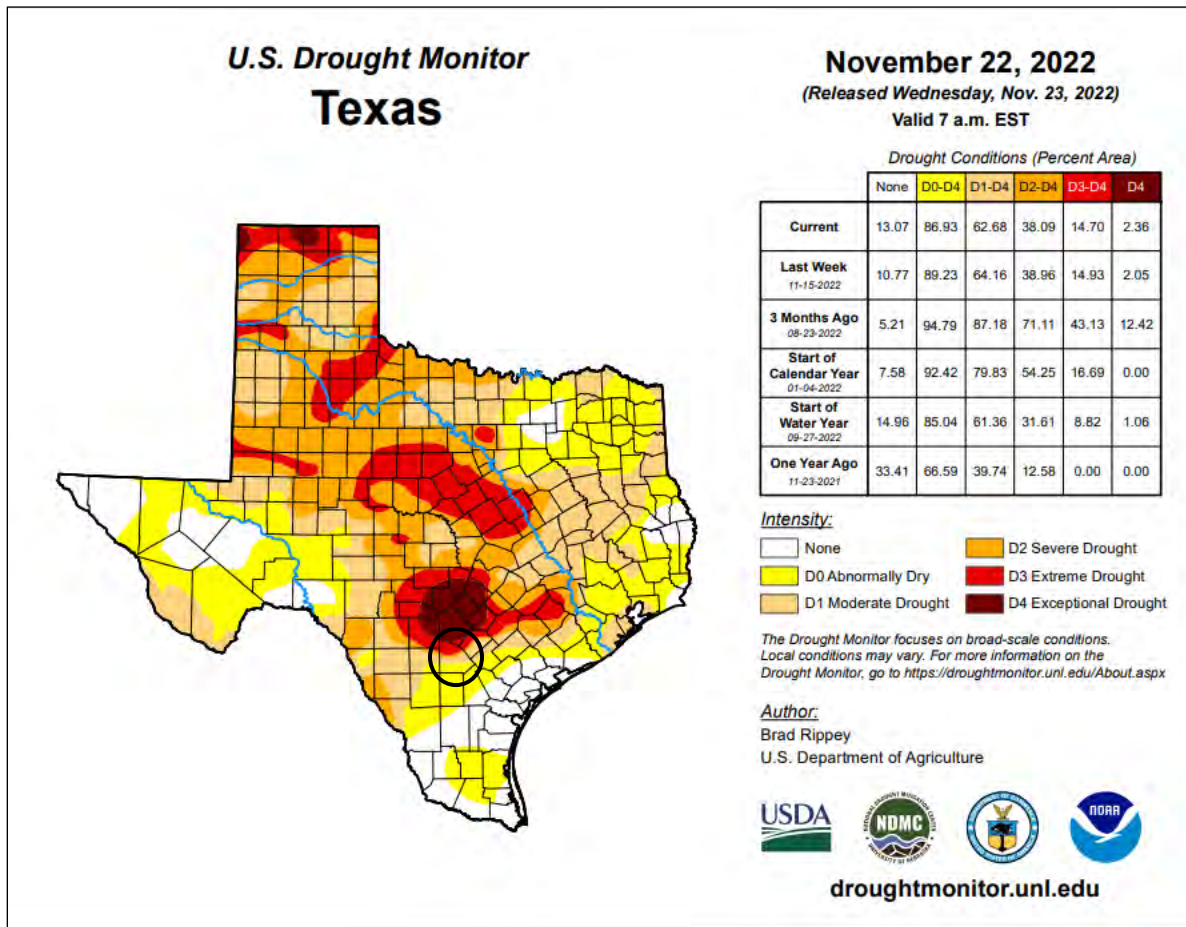 U.S. Drought Monitor
Texas
November 22, 2022
(Released Wednesday, Nov. 23, 2022)
Valid 7 a.m. EST
Drought Conditions (Percent Area)
None D0-D4 D1-D4 D2-D4 D3-D4 D4
Current 13.07 86.93 62.68 38.09 14.70 2.36
Last Week 11-15-2022 10.77 89.23 64.16 38.96 14.93 2.05
3 Months Ago 08-23-2022 5.21 94.79 87.18 71.11 43.13 12.42
Start of Calendar Year 01-04-2022 7.58 92.42 79.83 54.25 16.69 0.00
Start of Water Year 09-27-2022 14.96 85.04 61.36 31.61 8.82 1.06
One Year Ago 11-23-2021 33.41 66.59 39.74 12.58 0.00 0.00
Intensity:
None
D0 Abnormally Dry
D1 Moderate Drought
D2 Severe Drought
D3 Extreme Drought
D4 Exceptional Drought
The Drought Monitor focuses on broad-scale conditions.
Local conditions may vary. For more information on the
Drought Monitor, go to https://droughtmonitor.unl.edu/About.aspx
Author:
Brad Rippey
U.S. Department of Agriculture
USDA
NDMC
NOAA
droughtmonitor.unl.edu